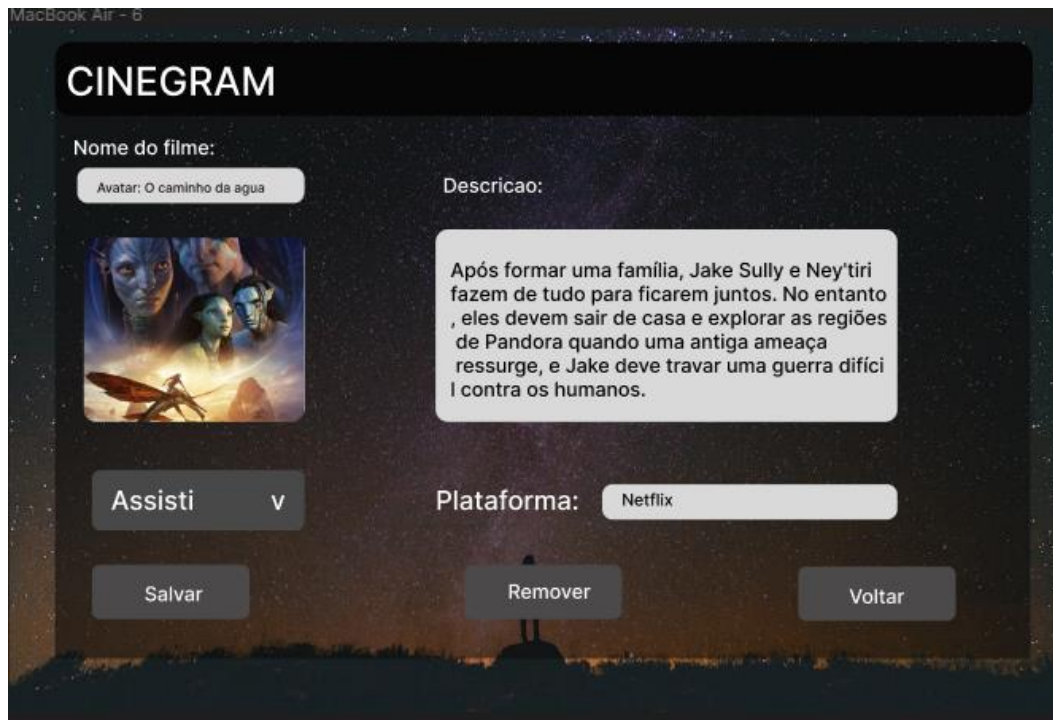 MacBook Air - 6
CINEGRAM
Nome do filme:
Avatar: O caminho da agua
Descricao:
Após formar uma família, Jake Sully e Ney'tiri
fazem de tudo para ficarem juntos. No entanto
, eles devem sair de casa e explorar as regiões
de Pandora quando uma antiga ameaça
ressurge, e Jake deve travar uma guerra difíci
l contra os humanos.
Assisti v
Plataforma: Netflix
Salvar
Remover
Voltar